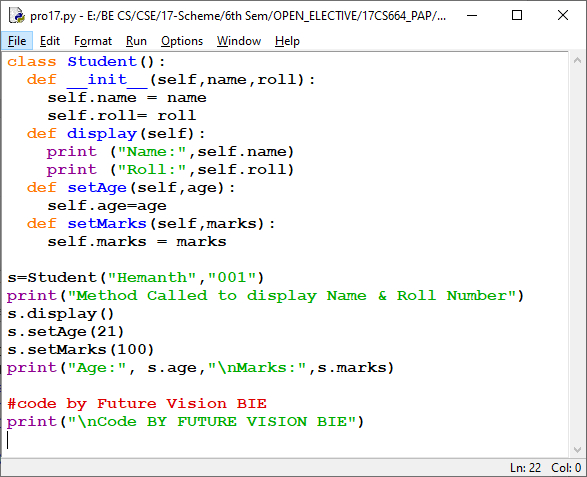 pro17.py - E:/BE CS/CSE/17-Scheme/6th Sem/OPEN_ELECTIVE/17CS664_PAP/...
File Edit Format Run Options Window Help
class Student():
  def __init__(self,name,roll):
    self.name = name
    self.roll= roll
  def display(self):
    print ("Name:",self.name)
    print ("Roll:",self.roll)
  def setAge(self,age):
    self.age=age
  def setMarks(self,marks):
    self.marks = marks

s=Student("Hemanth","001")
print("Method Called to display Name & Roll Number")
s.display()
s.setAge(21)
s.setMarks(100)
print("Age:", s.age,"\nMarks:",s.marks)

#code by Future Vision BIE
print("\nCode BY FUTURE VISION BIE")
Ln: 22 Col: 0